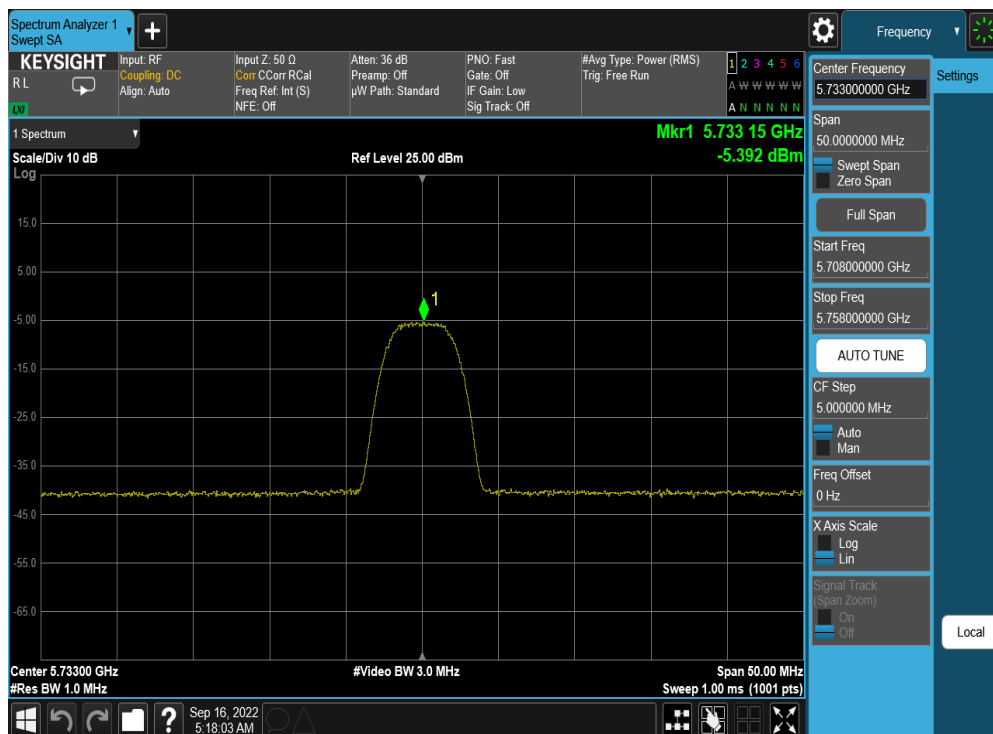 Spectrum Analyzer 1
Swept SA
+
Frequency
KEYSIGHT
R L
LXI
Input: RF
Coupling: DC
Align: Auto
Input Z: 50 Ω
Corr CCorr RCal
Freq Ref: Int (S)
NFE: Off
Atten: 36 dB
Preamp: Off
µW Path: Standard
PNO: Fast
Gate: Off
IF Gain: Low
Sig Track: Off
#Avg Type: Power (RMS)
Trig: Free Run
1 2 3 4 5 6
A W W W W W
A N N N N N
1 Spectrum
Scale/Div 10 dB
Log
Ref Level 25.00 dBm
Mkr1 5.733 15 GHz
-5.392 dBm
15.0
5.00
-5.00
-15.0
-25.0
-35.0
-45.0
-55.0
-65.0
1
Center 5.73300 GHz
#Res BW 1.0 MHz
#Video BW 3.0 MHz
Span 50.00 MHz
Sweep 1.00 ms (1001 pts)
Center Frequency
5.733000000 GHz
Settings
Span
50.0000000 MHz
Swept Span
Zero Span
Full Span
Start Freq
5.708000000 GHz
Stop Freq
5.758000000 GHz
AUTO TUNE
CF Step
5.000000 MHz
Auto
Man
Freq Offset
0 Hz
X Axis Scale
Log
Lin
Signal Track
(Span Zoom)
On
Off
Local
?
Sep 16, 2022
5:18:03 AM